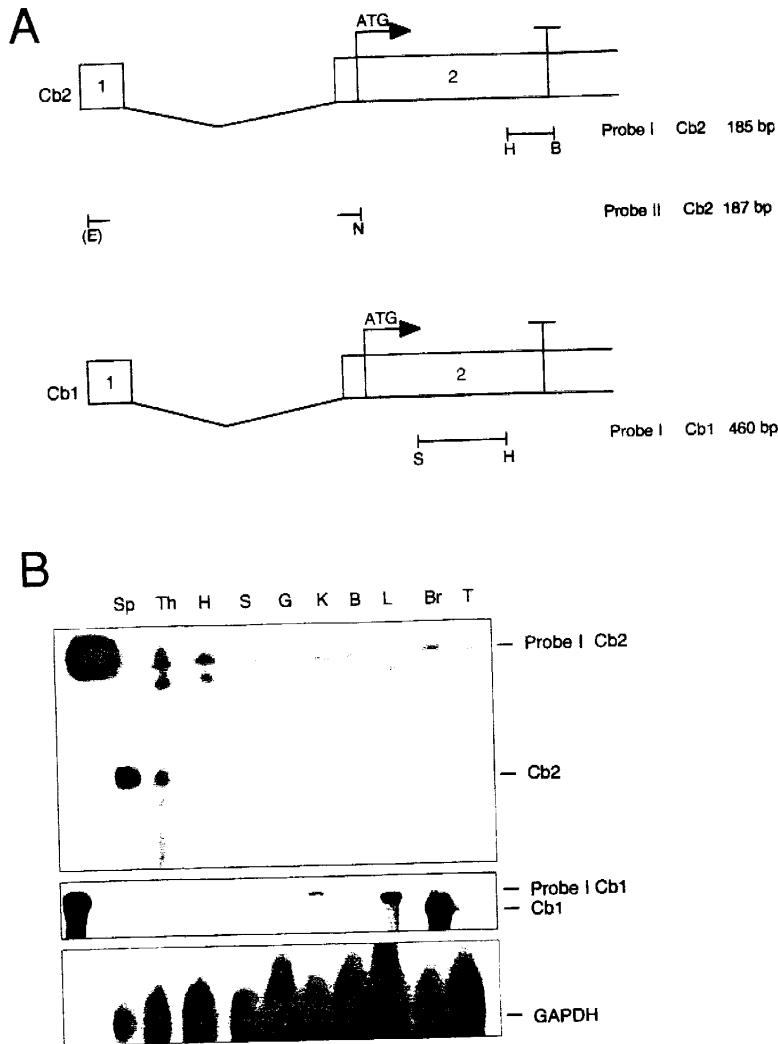 A
ATG
1
2
Cb2
H B
Probe I Cb2 185 bp
(E)
N
Probe II Cb2 187 bp
ATG
1
2
Cb1
S H
Probe I Cb1 460 bp
B
Sp Th H S G K B L Br T
Probe I Cb2
Cb2
Probe I Cb1
Cb1
GAPDH